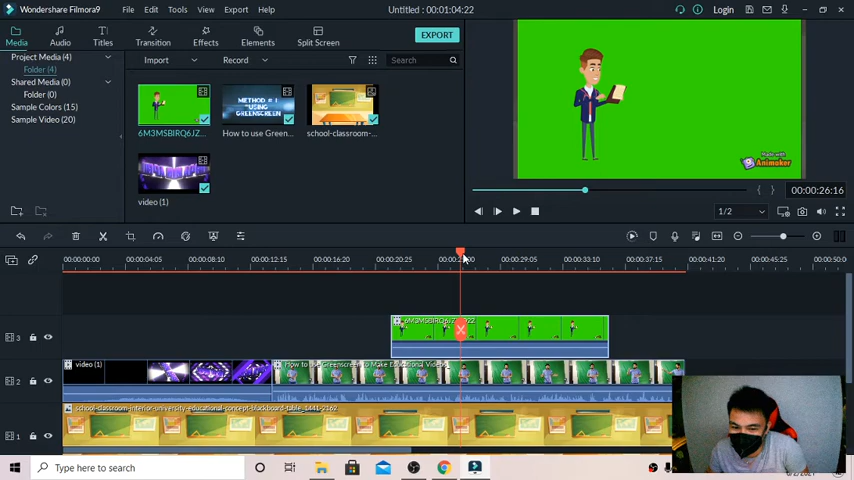 Wondershare Filmora9 File Edit Tools View Export Help Untitled : 00:01:04:22 Login
Media Audio Titles Transition Effects Elements Split Screen EXPORT
Project Media (4)
Folder (4)
Shared Media (0)
Folder (0)
Sample Colors (15)
Sample Video (20)
Import Record Search
6M3MSBIRQ6JZ... How to use Green... school-classroom-...
METHOD # 1
"USING
GREENSCREEN
video (1)
Made with
Animaker
00:00:26:16
1/2
00:00:00:00 00:00:04:05 00:00:08:10 00:00:12:15 00:00:16:20 00:00:20:25 00:00:29:05 00:00:33:10 00:00:37:15 00:00:41:20 00:00:45:25 00:00:50:0
3
video (1) How to use Greenscreen to Make Educational Videos
2
school-classroom-interior-university-educational-concept-blackboard-table_1441-2162
1
Type here to search